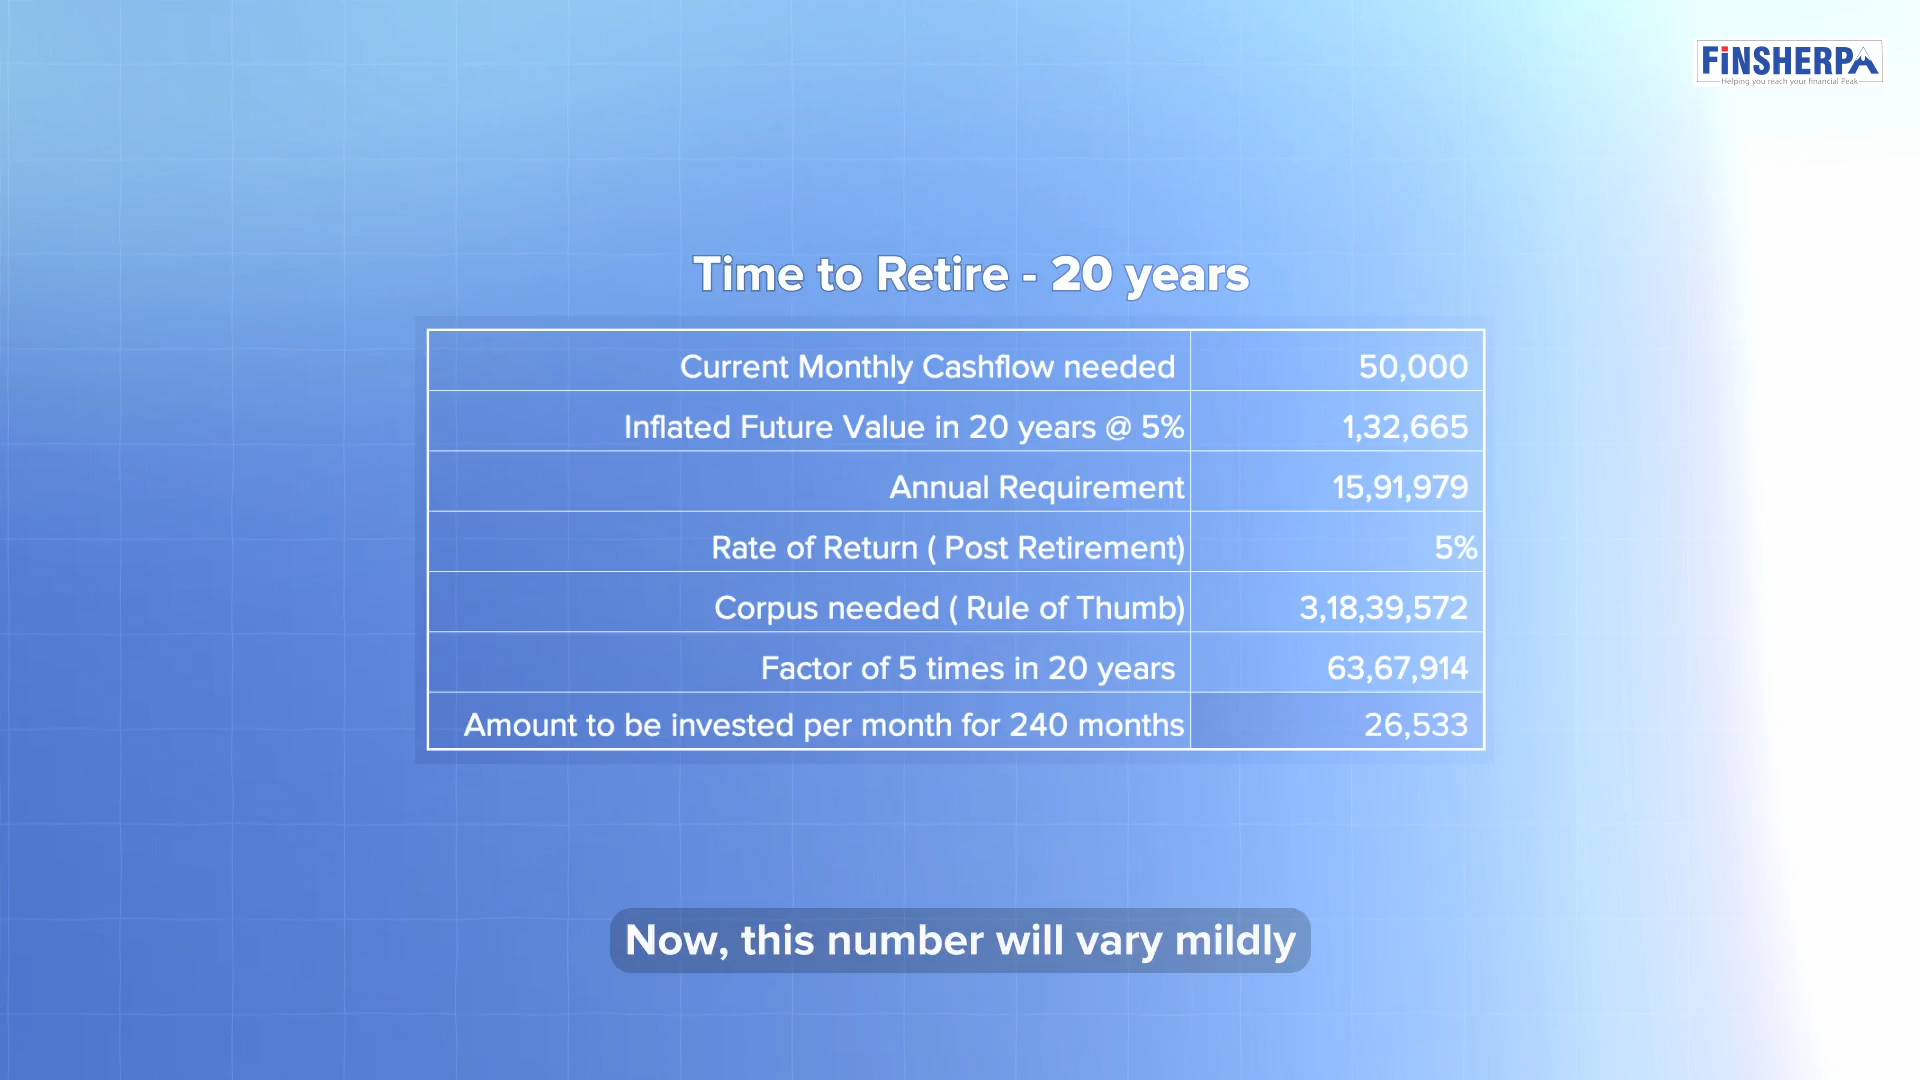 FiNSHERPA
Helping you reach your financial Peak
Time to Retire - 20 years
Current Monthly Cashflow needed 50,000
Inflated Future Value in 20 years @ 5% 1,32,665
Annual Requirement 15,91,979
Rate of Return ( Post Retirement) 5%
Corpus needed ( Rule of Thumb) 3,18,39,572
Factor of 5 times in 20 years 63,67,914
Amount to be invested per month for 240 months 26,533
Now, this number will vary mildly